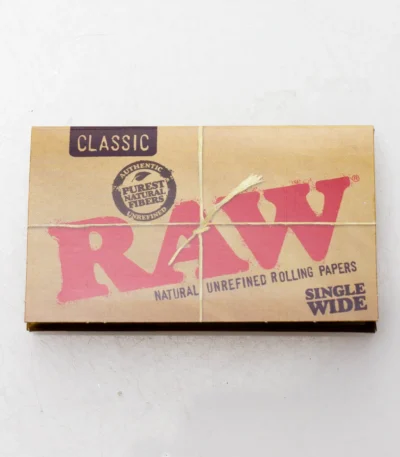 CLASSIC
AUTHENTIC
PUREST
NATURAL
FIBERS
UNREFINED
RAW®
NATURAL UNREFINED ROLLING PAPERS
SINGLE
WIDE